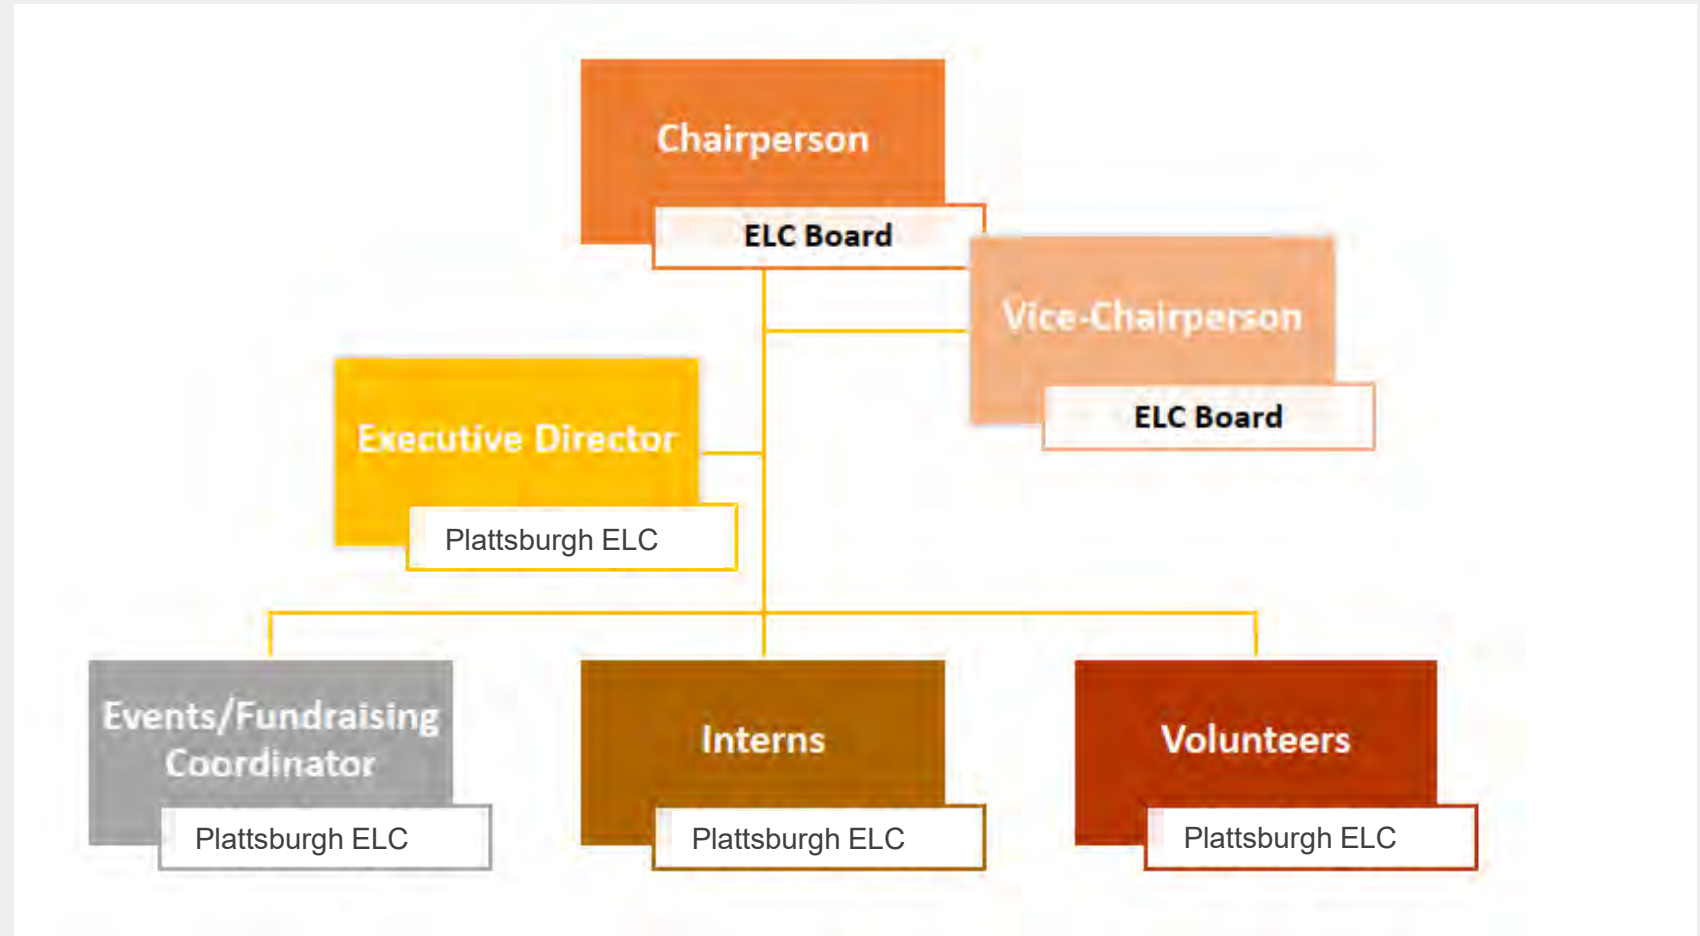 Chairperson
ELC Board
Vice-Chairperson
ELC Board
Executive Director
Plattsburgh ELC
Events/Fundraising
Coordinator
Plattsburgh ELC
Interns
Plattsburgh ELC
Volunteers
Plattsburgh ELC